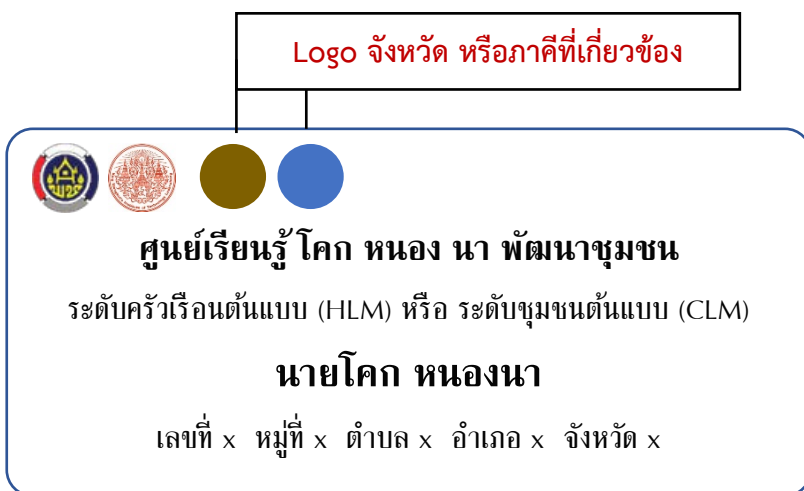 Logo จังหวัด หรือภาคีที่เกี่ยวข้อง
ศูนย์เรียนรู้ โคก หนอง นา พัฒนาชุมชน
ระดับครัวเรือนต้นแบบ (HLM) หรือ ระดับชุมชนต้นแบบ (CLM)
นายโคก หนองนา
เลขที่ x หมู่ที่ x ตำบล x อำเภอ x จังหวัด x